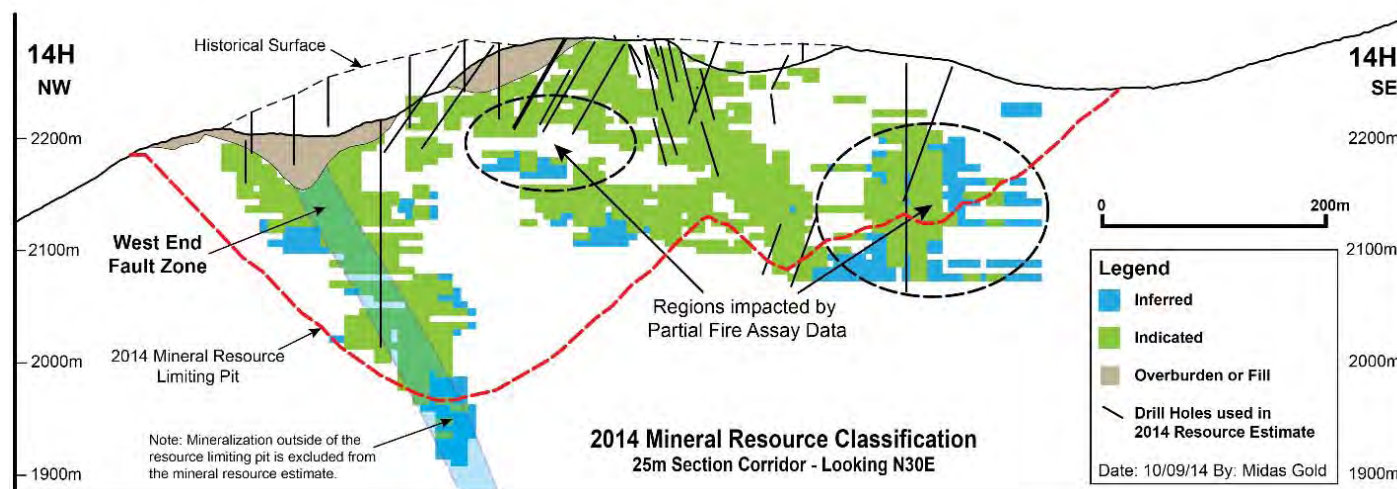 14H
NW
Historical Surface
14H
SE
2200m
2200m
0
200m
West End
Fault Zone
2100m
2100m
Regions impacted by
Partial Fire Assay Data
Legend
Inferred
Indicated
Overburden or Fill
Drill Holes used in
2014 Resource Estimate
Date: 10/09/14 By: Midas Gold
2014 Mineral Resource
Limiting Pit
2000m
2000m
Note: Mineralization outside of the
resource limiting pit is excluded from
the mineral resource estimate.
2014 Mineral Resource Classification
25m Section Corridor - Looking N30E
1900m
1900m